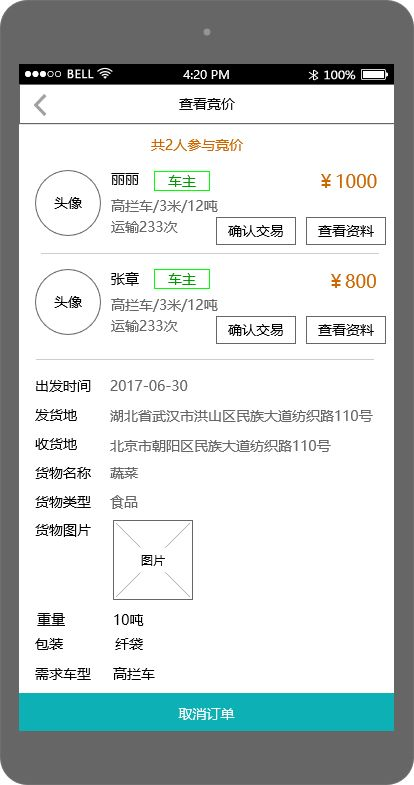 BELL 4:20 PM 100%
查看竞价
共2人参与竞价
头像 丽丽 车主 ¥1000
高拦车/3米/12吨
运输233次 确认交易 查看资料
头像 张章 车主 ¥800
高拦车/3米/12吨
运输233次 确认交易 查看资料
出发时间 2017-06-30
发货地 湖北省武汉市洪山区民族大道纺织路110号
收货地 北京市朝阳区民族大道纺织路110号
货物名称 蔬菜
货物类型 食品
货物图片 图片
重量 10吨
包装 纤袋
需求车型 高拦车
取消订单